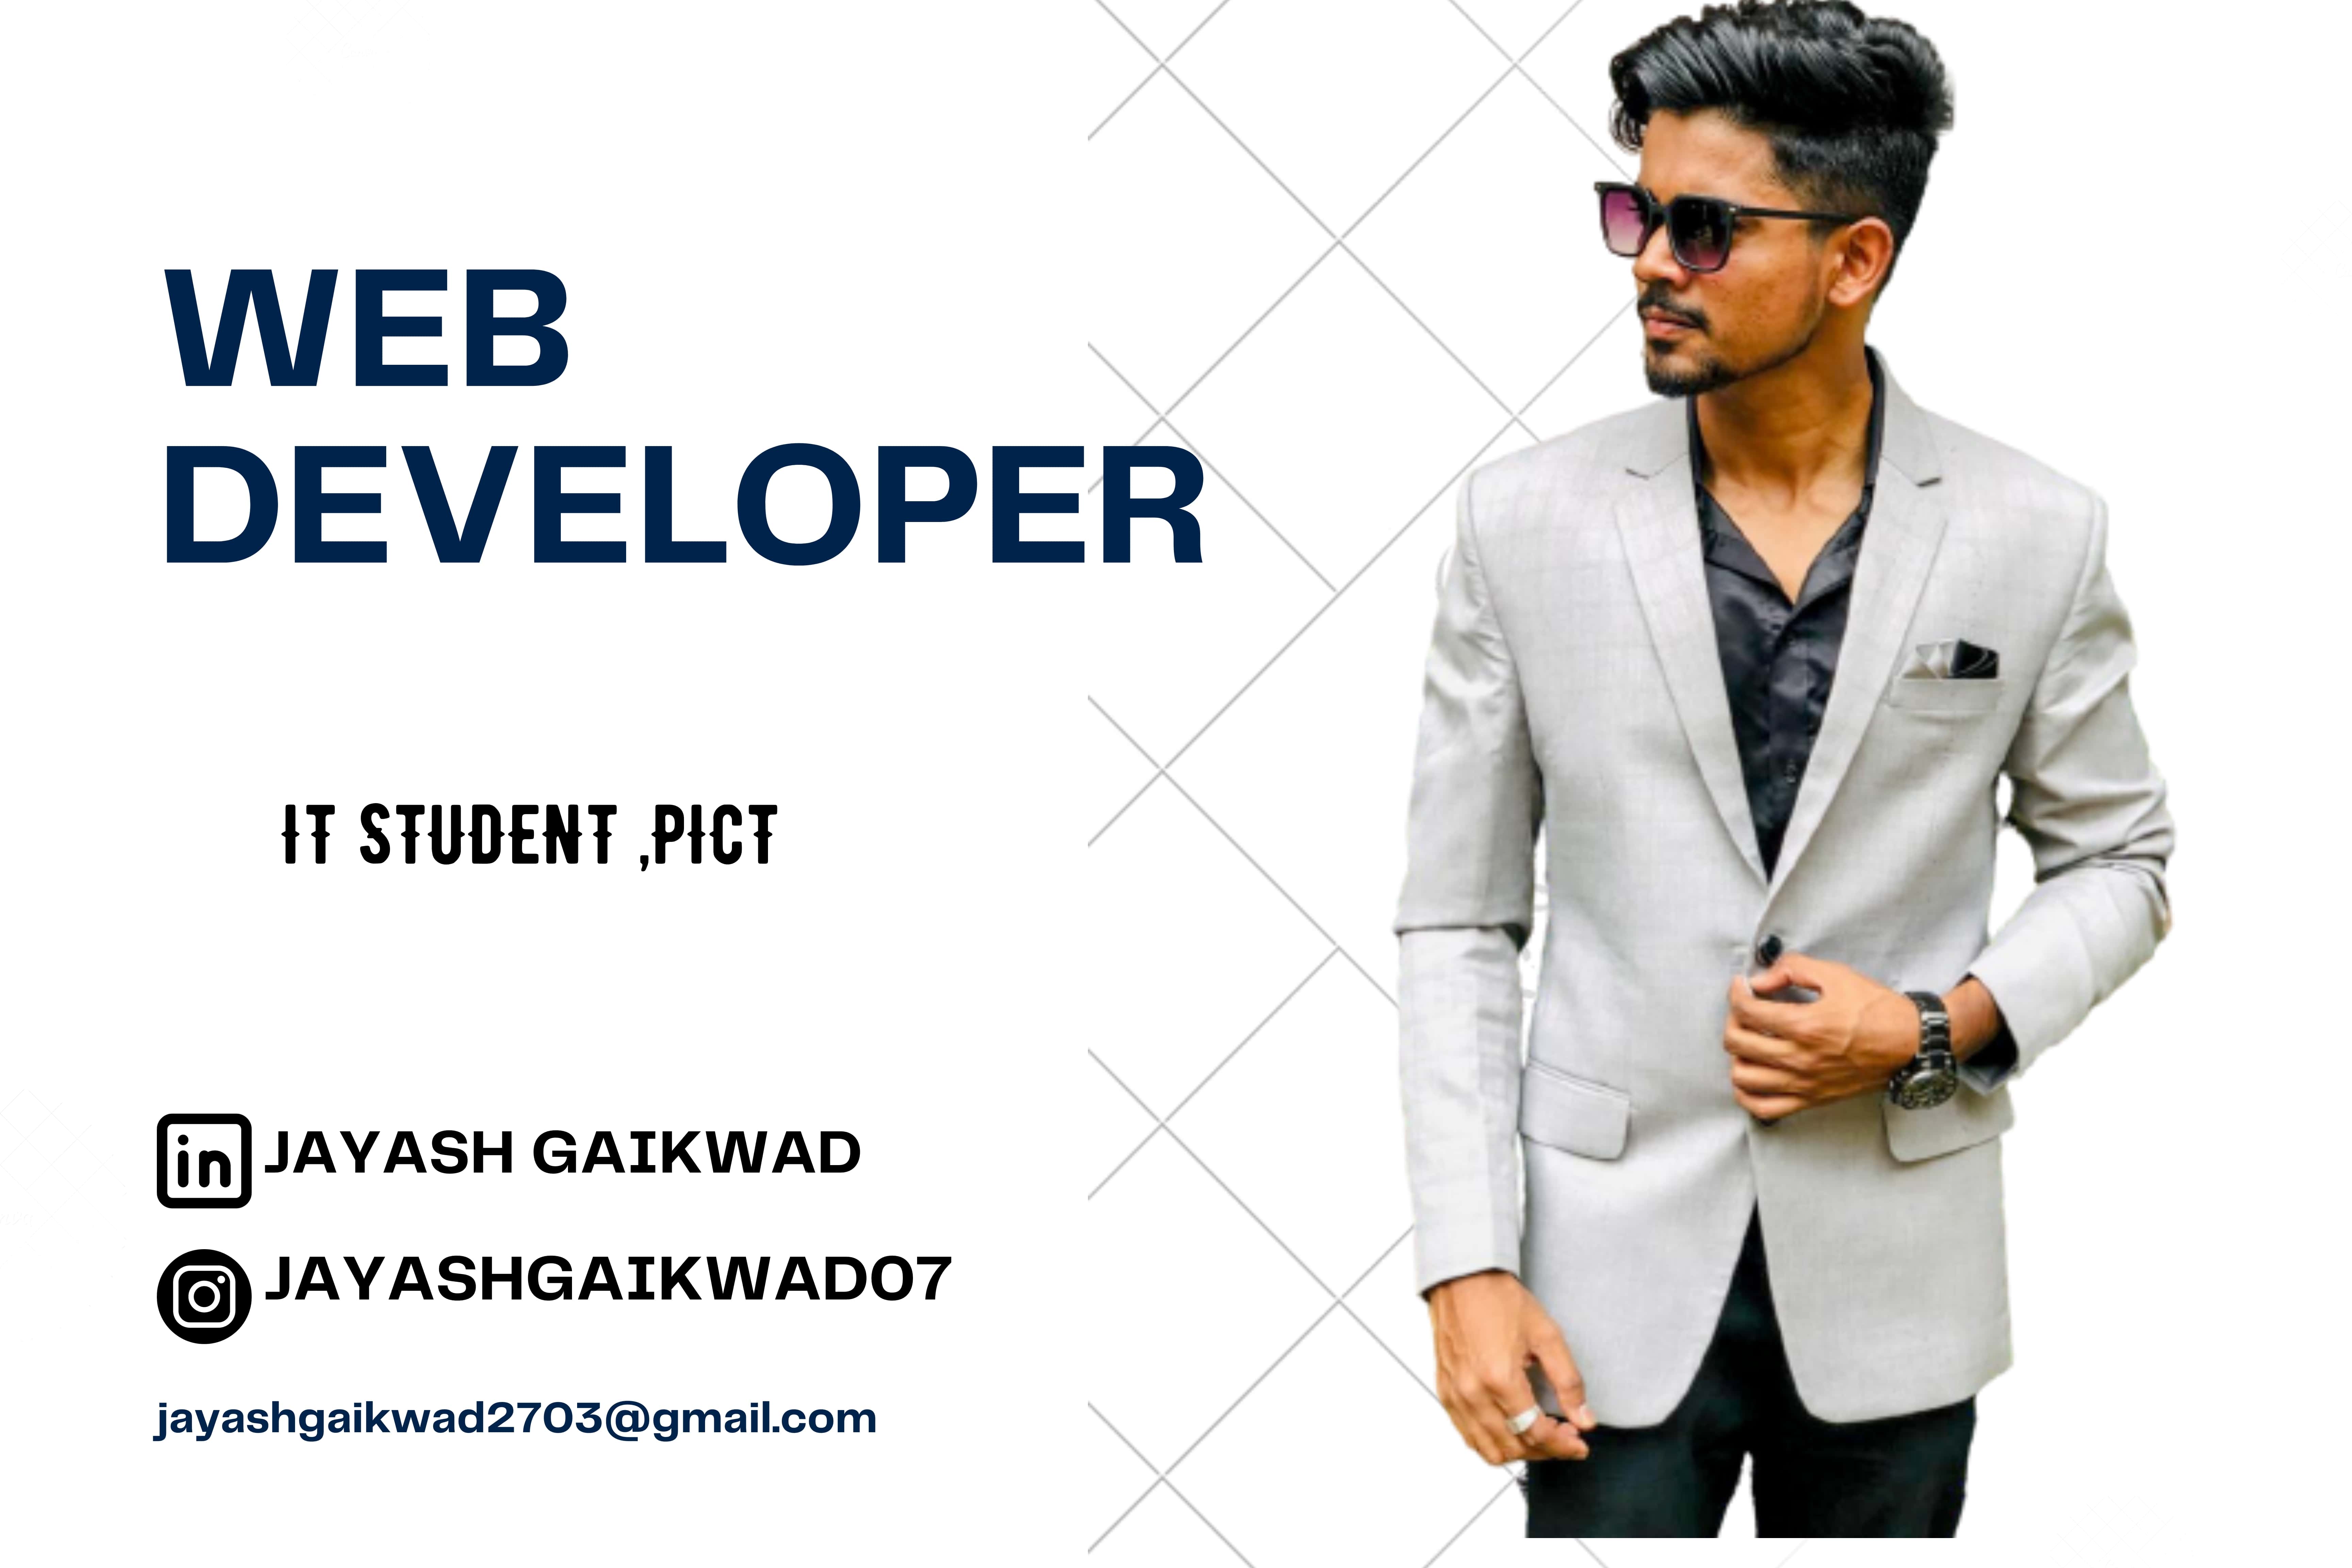 WEB
DEVELOPER
IT STUDENT ,PICT
in JAYASH GAIKWAD
JAYASHGAIKWAD07
jayashgaikwad2703@gmail.com